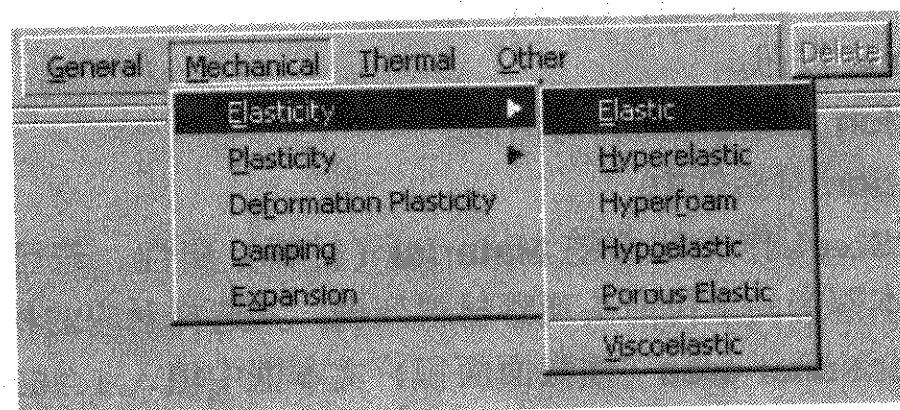 General Mechanical Thermal Other Delete
Elasticity
Plasticity
Deformation Plasticity
Damping
Expansion
Elastic
Hyperelastic
Hyperfoam
Hypoelastic
Porous Elastic
Viscoelastic